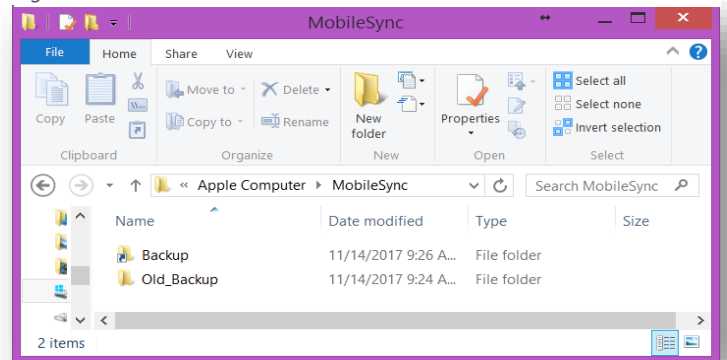 MobileSync
File Home Share View
Copy Paste Move to Copy to Delete Rename New folder Properties Select all Select none Invert selection
Clipboard Organize New Open Select
« Apple Computer MobileSync Search MobileSync
Name Date modified Type Size
Backup 11/14/2017 9:26 A... File folder
Old_Backup 11/14/2017 9:24 A... File folder
2 items